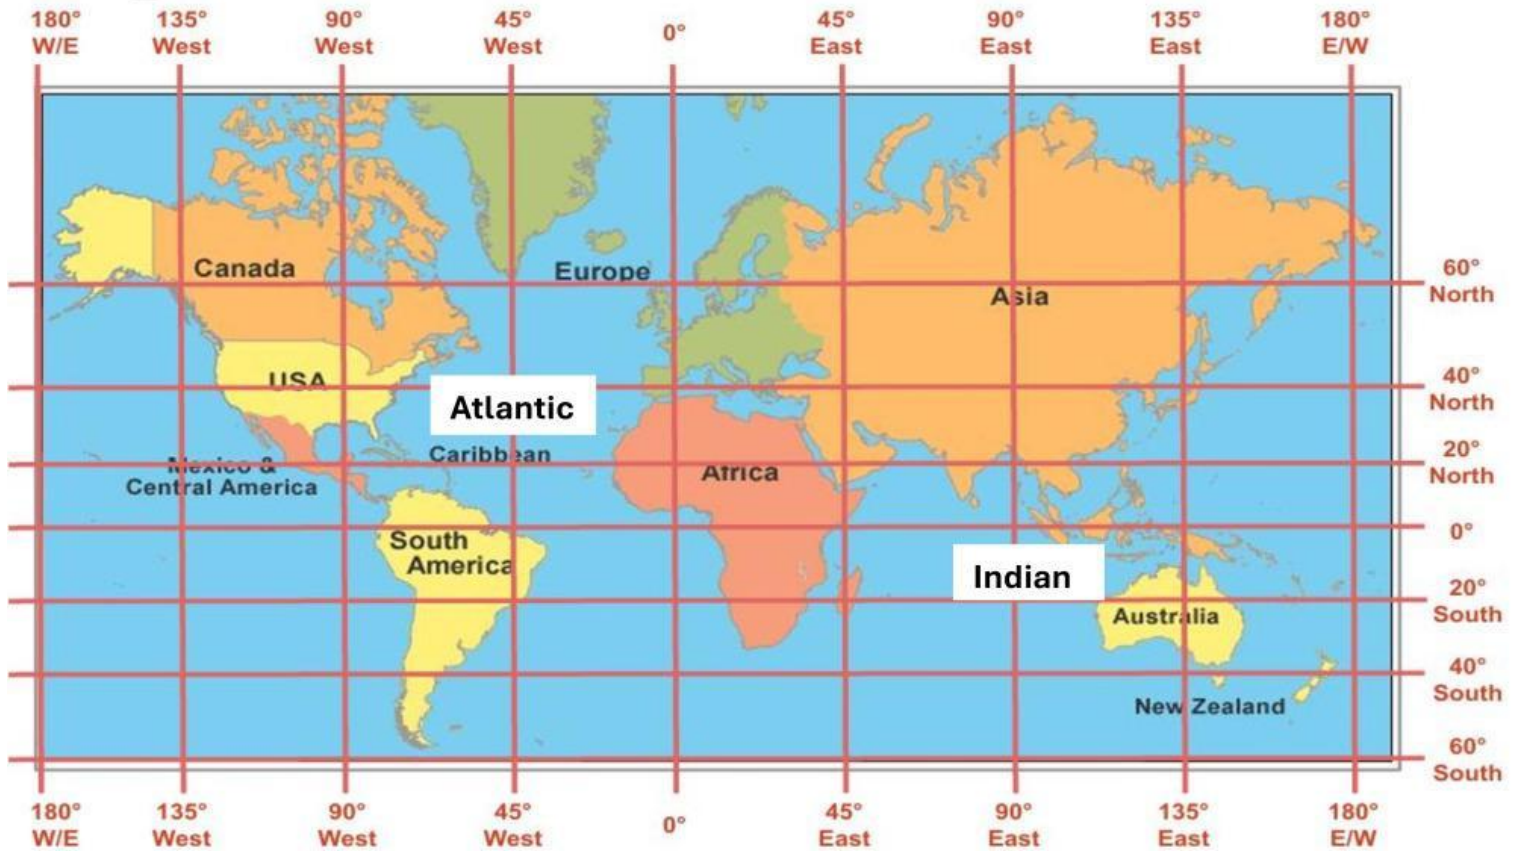 180° 135° 90° 45° 0° 45° 90° 135° 180°
W/E West West West East East East E/W
Canada
Europe
60°
North
Asia
USA
40°
North
Atlantic
Caribbean
20°
North
Mexico &
Central America
Africa
0°
South
America
Indian
20°
South
Australia
40°
South
New Zealand
60°
South
180° 135° 90° 45° 0° 45° 90° 135° 180°
W/E West West West East East East E/W